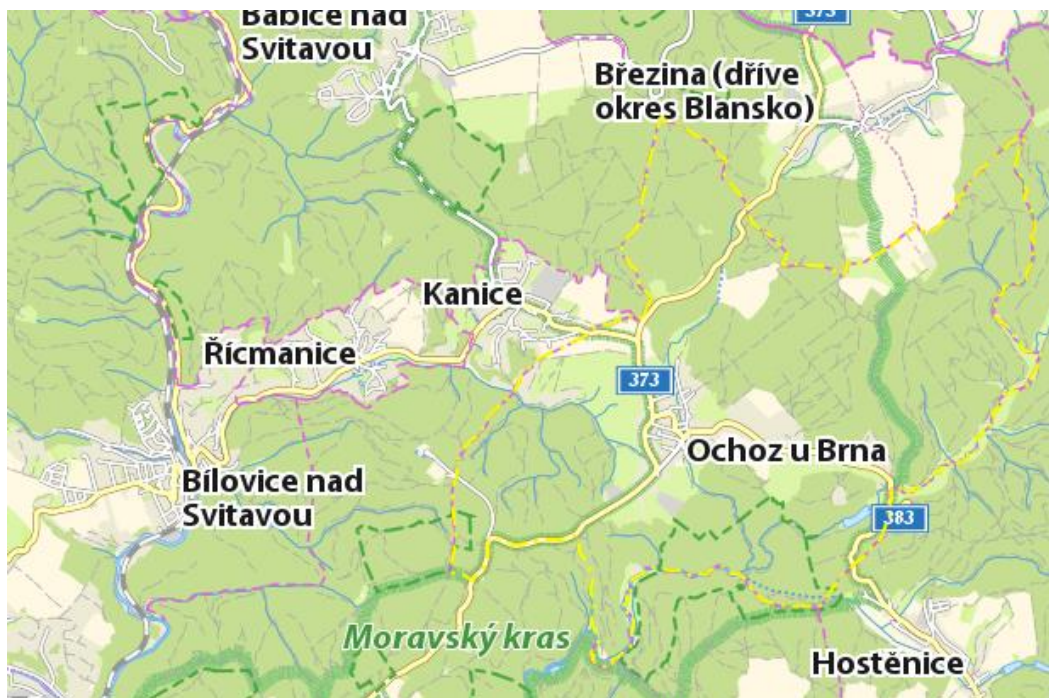 Babice nad
Svitavou
373
Březina (dříve
okres Blansko)
Kanice
Řícmanice
373
Ochoz u Brna
Bílovice nad
Svitavou
383
Moravský kras
Hostěnice